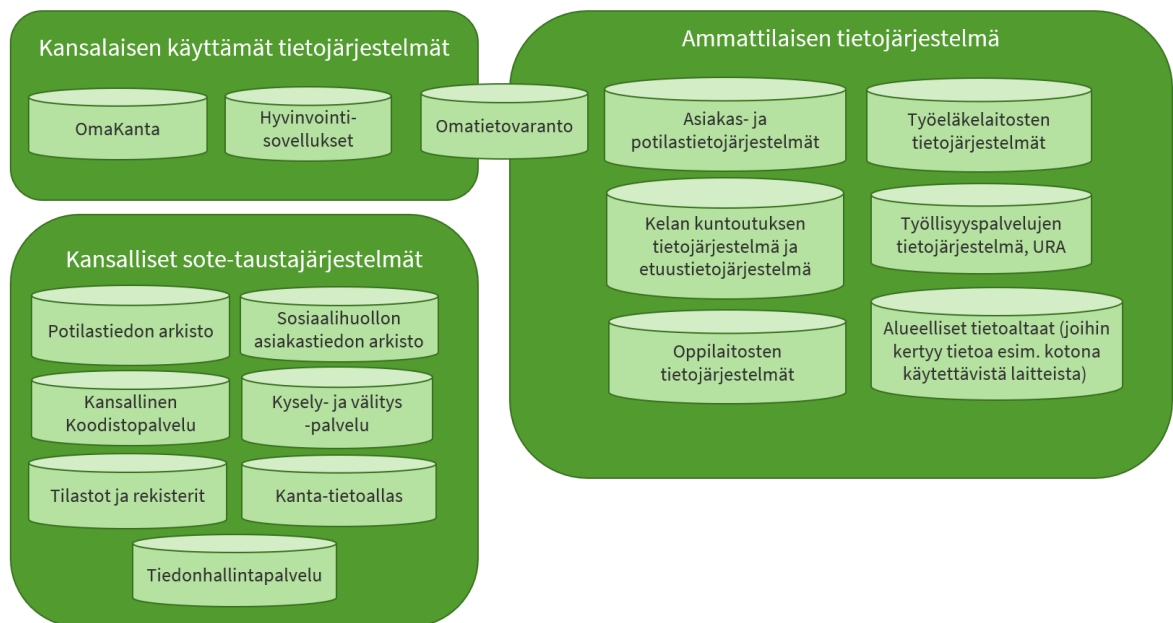 Kansalaisen käyttämät tietojärjestelmät
OmaKanta
Hyvinvointi-
sovellukset
Omatietovaranto
Ammattilaisen tietojärjestelmä
Asiakas- ja
potilastietojärjestelmät
Työeläkelaitosten
tietojärjestelmät
Kelan kuntoutuksen
tietojärjestelmä ja
etuustietojärjestelmä
Työllisyyspalvelujen
tietojärjestelmä, URA
Oppilaitosten
tietojärjestelmät
Alueelliset tietoaltaat (joihin
kertyy tietoa esim. kotona
käytettävistä laitteista)
Kansalliset sote-taustajärjestelmät
Potilastiedon arkisto
Sosiaalihuollon
asiakastiedon arkisto
Kansallinen
Koodistopalvelu
Kysely- ja välitys
-palvelu
Tilastot ja rekisterit
Kanta-tietoallas
Tiedonhallintapalvelu